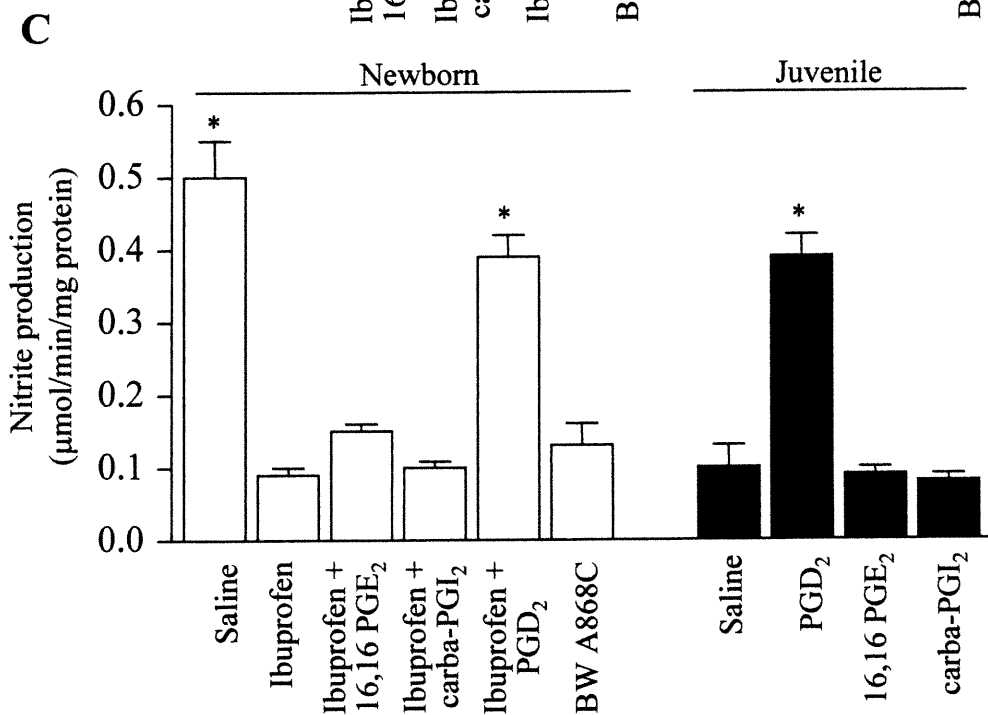 C
Newborn
Juvenile
0.6
0.5
0.4
0.3
0.2
0.1
0.0
Nitrite production
(µmol/min/mg protein)
*
*
*
Saline
Ibuprofen
Ibuprofen +
16,16 PGE2
Ibuprofen +
carba-PGI2
Ibuprofen +
PGD2
BW A868C
Saline
PGD2
16,16 PGE2
carba-PGI2